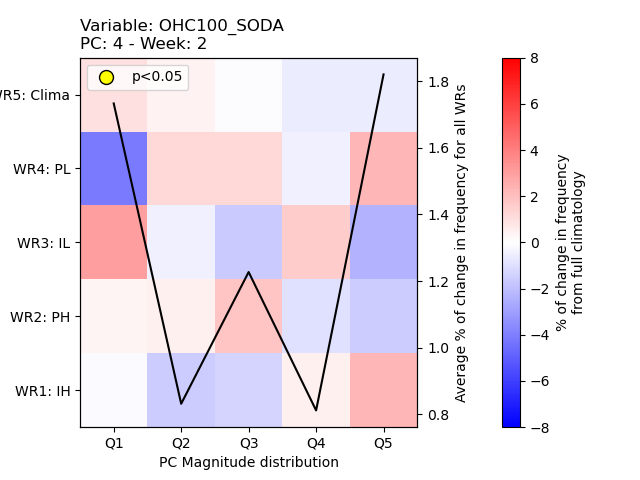 Variable: OHC100_SODA
PC: 4 - Week: 2
p<0.05
WR5: Clima
WR4: PL
WR3: IL
WR2: PH
WR1: IH
Q1 Q2 Q3 Q4 Q5
PC Magnitude distribution
1.8
1.6
1.4
1.2
1.0
0.8
Average % of change in frequency for all WRs
8
6
4
2
0
−2
−4
−6
−8
% of change in frequency
from full climatology